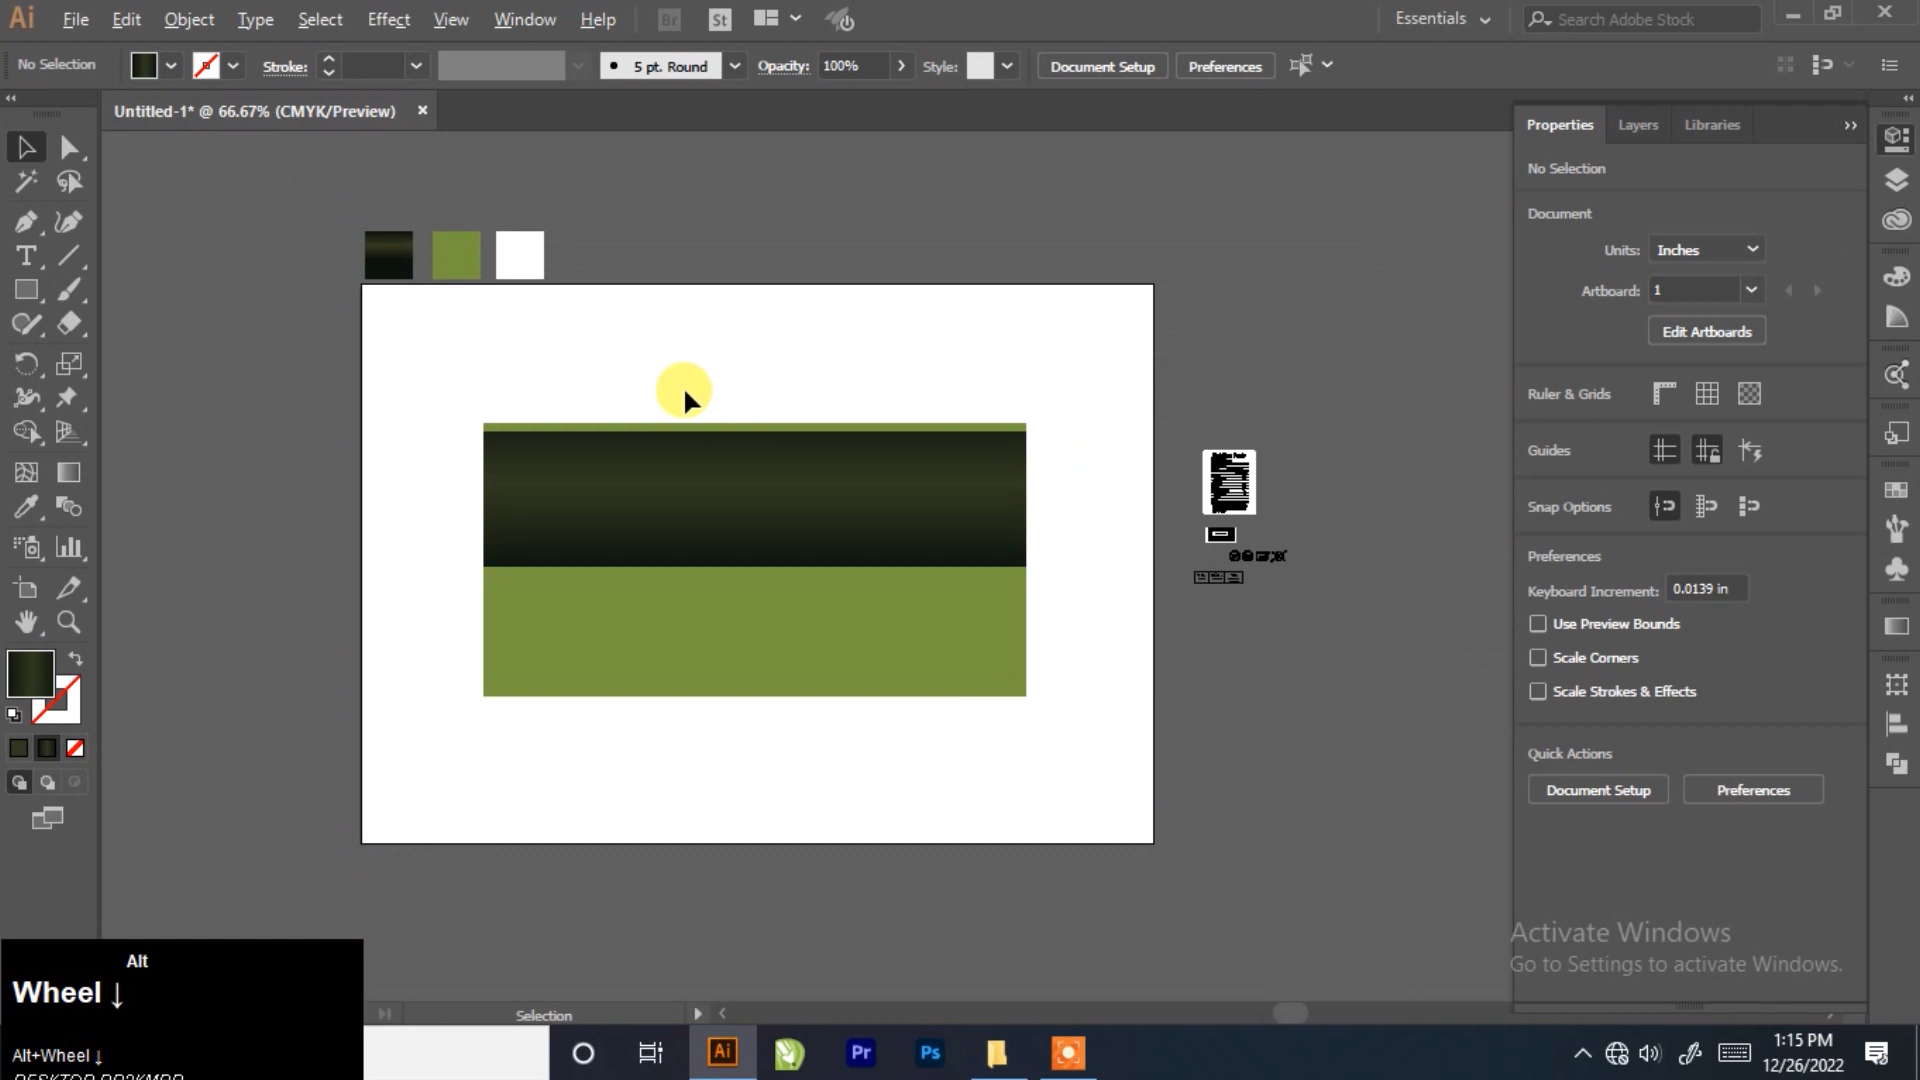 Ai File Edit Object Type Select Effect View Window Help Br St Essentials Search Adobe Stock
No Selection Stroke: 5 pt. Round Opacity: 100% Style: Document Setup Preferences
Untitled-1* @ 66.67% (CMYK/Preview)
Properties Layers Libraries
No Selection
Document
Units: Inches
Artboard: 1
Edit Artboards
Ruler & Grids
Guides
Snap Options
Preferences
Keyboard Increment: 0.0139 in
Use Preview Bounds
Scale Corners
Scale Strokes & Effects
Quick Actions
Document Setup Preferences
Activate Windows
Go to Settings to activate Windows.
Alt
Wheel ↓
Alt+Wheel ↓
Selection
Ai Pr Ps
1:15 PM
12/26/2022